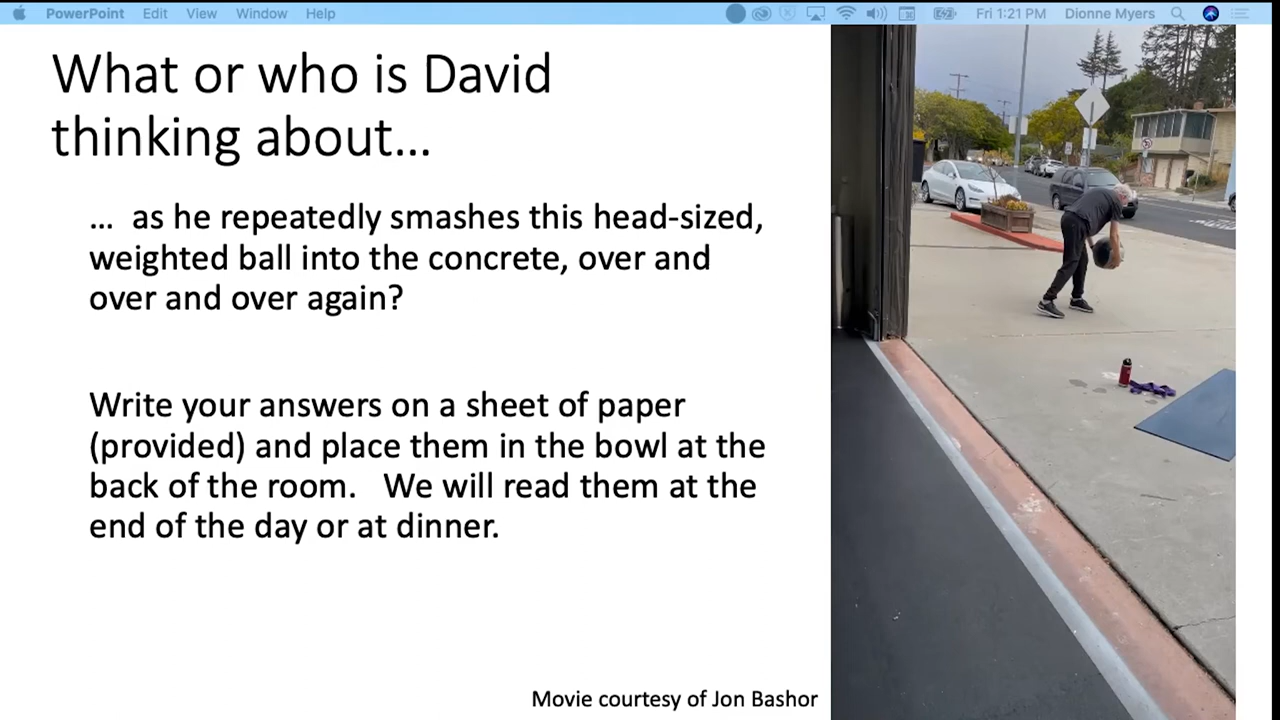 PowerPoint Edit View Window Help Fri 1:21 PM Dionne Myers
What or who is David
thinking about...
... as he repeatedly smashes this head-sized,
weighted ball into the concrete, over and
over and over again?
Write your answers on a sheet of paper
(provided) and place them in the bowl at the
back of the room. We will read them at the
end of the day or at dinner.
Movie courtesy of Jon Bashor